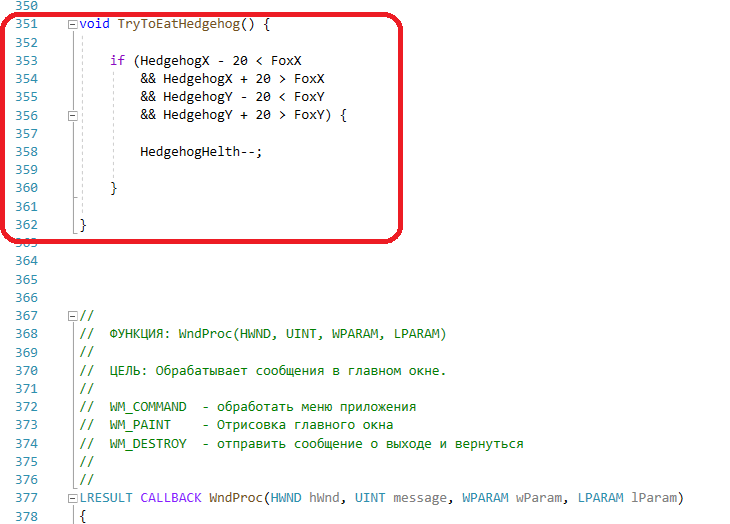 350
351 void TryToEatHedgehog() {
352
353 if (HedgehogX - 20 < FoxX
354 && HedgehogX + 20 > FoxX
355 && HedgehogY - 20 < FoxY
356 && HedgehogY + 20 > FoxY) {
357
358 HedgehogHelth--;
359
360 }
361
362 }
363
364
365
366
367 //
368 // ФУНКЦИЯ: WndProc(HWND, UINT, WPARAM, LPARAM)
369 //
370 // ЦЕЛЬ: Обрабатывает сообщения в главном окне.
371 //
372 // WM_COMMAND - обработать меню приложения
373 // WM_PAINT - Отрисовка главного окна
374 // WM_DESTROY - отправить сообщение о выходе и вернуться
375 //
376 //
377 LRESULT CALLBACK WndProc(HWND hWnd, UINT message, WPARAM wParam, LPARAM lParam)
378 {